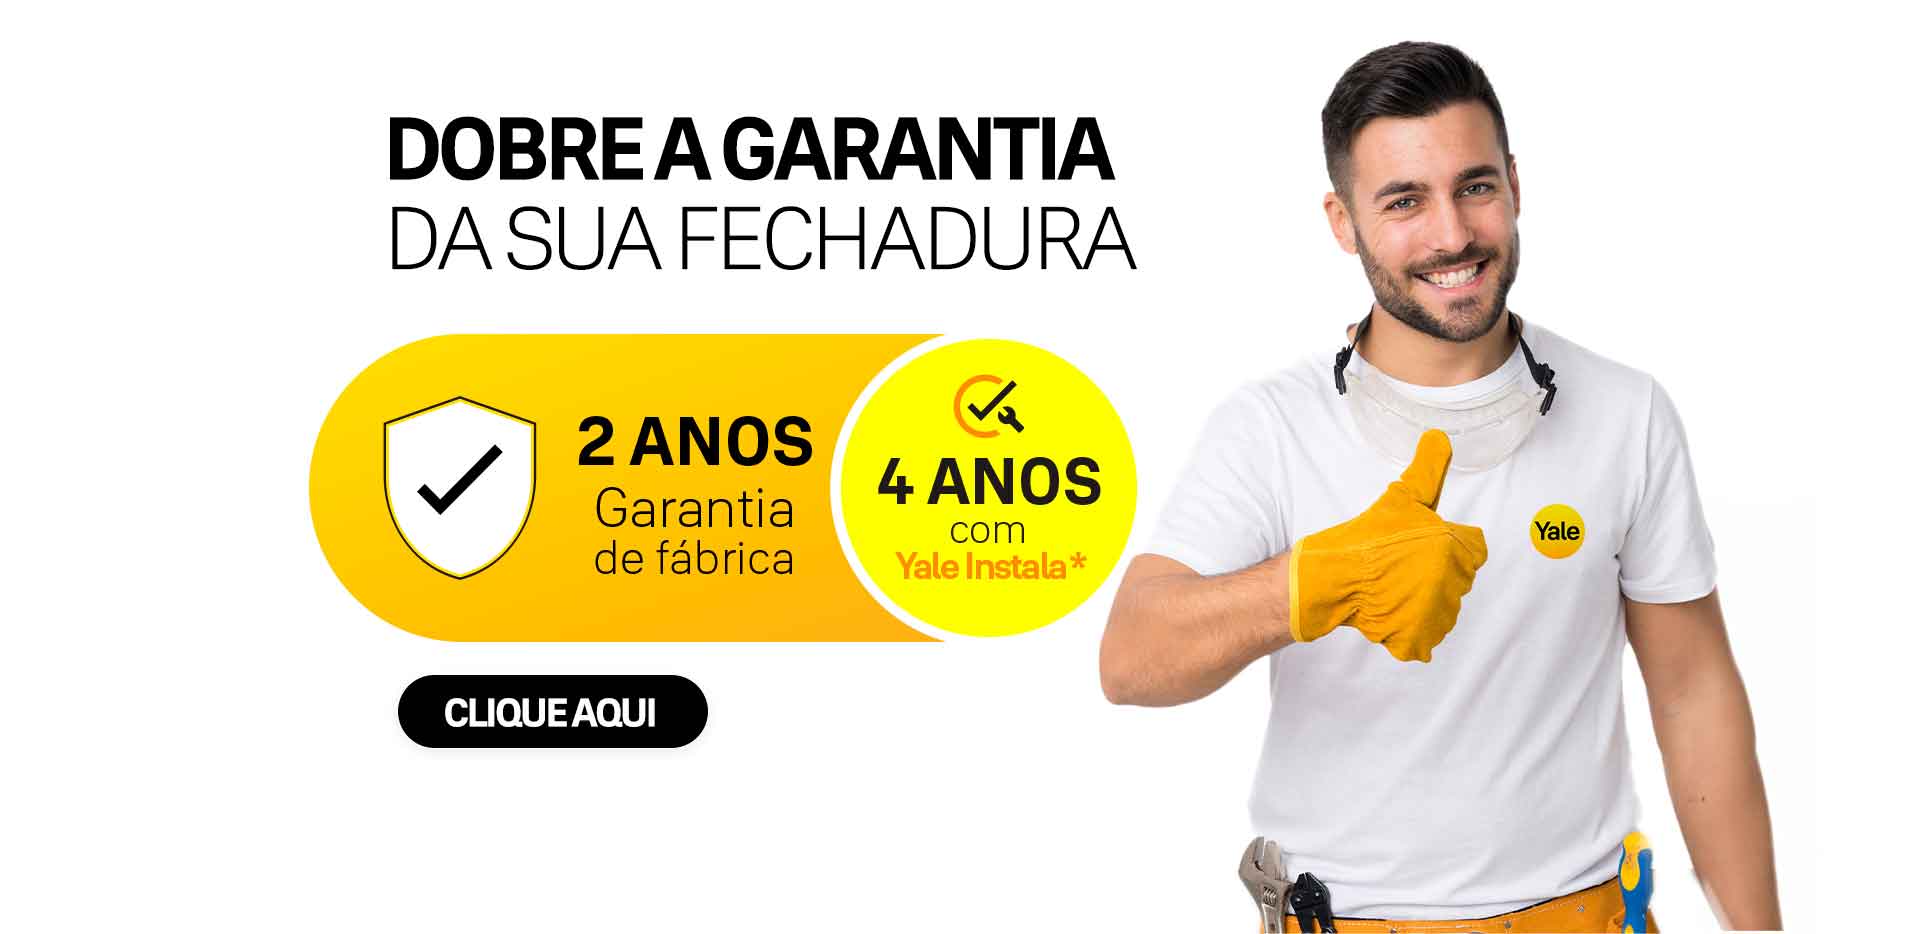 DOBRE A GARANTIA
DA SUA FECHADURA
2 ANOS
Garantia
de fábrica
4 ANOS
com
Yale Instala*
CLIQUE AQUI
Yale